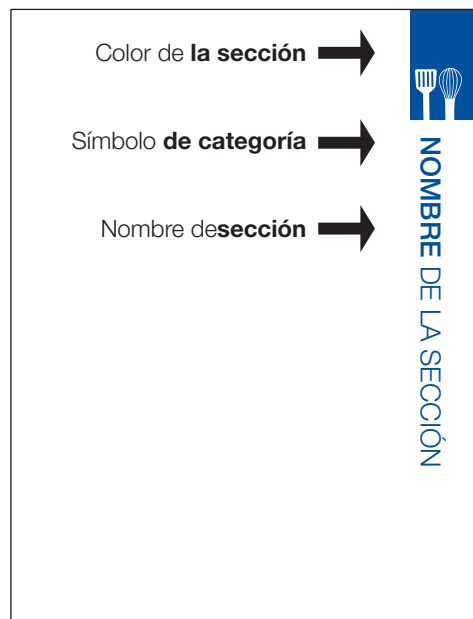 Color de la sección
Símbolo de categoría
Nombre desección
NOMBRE DE LA SECCIÓN